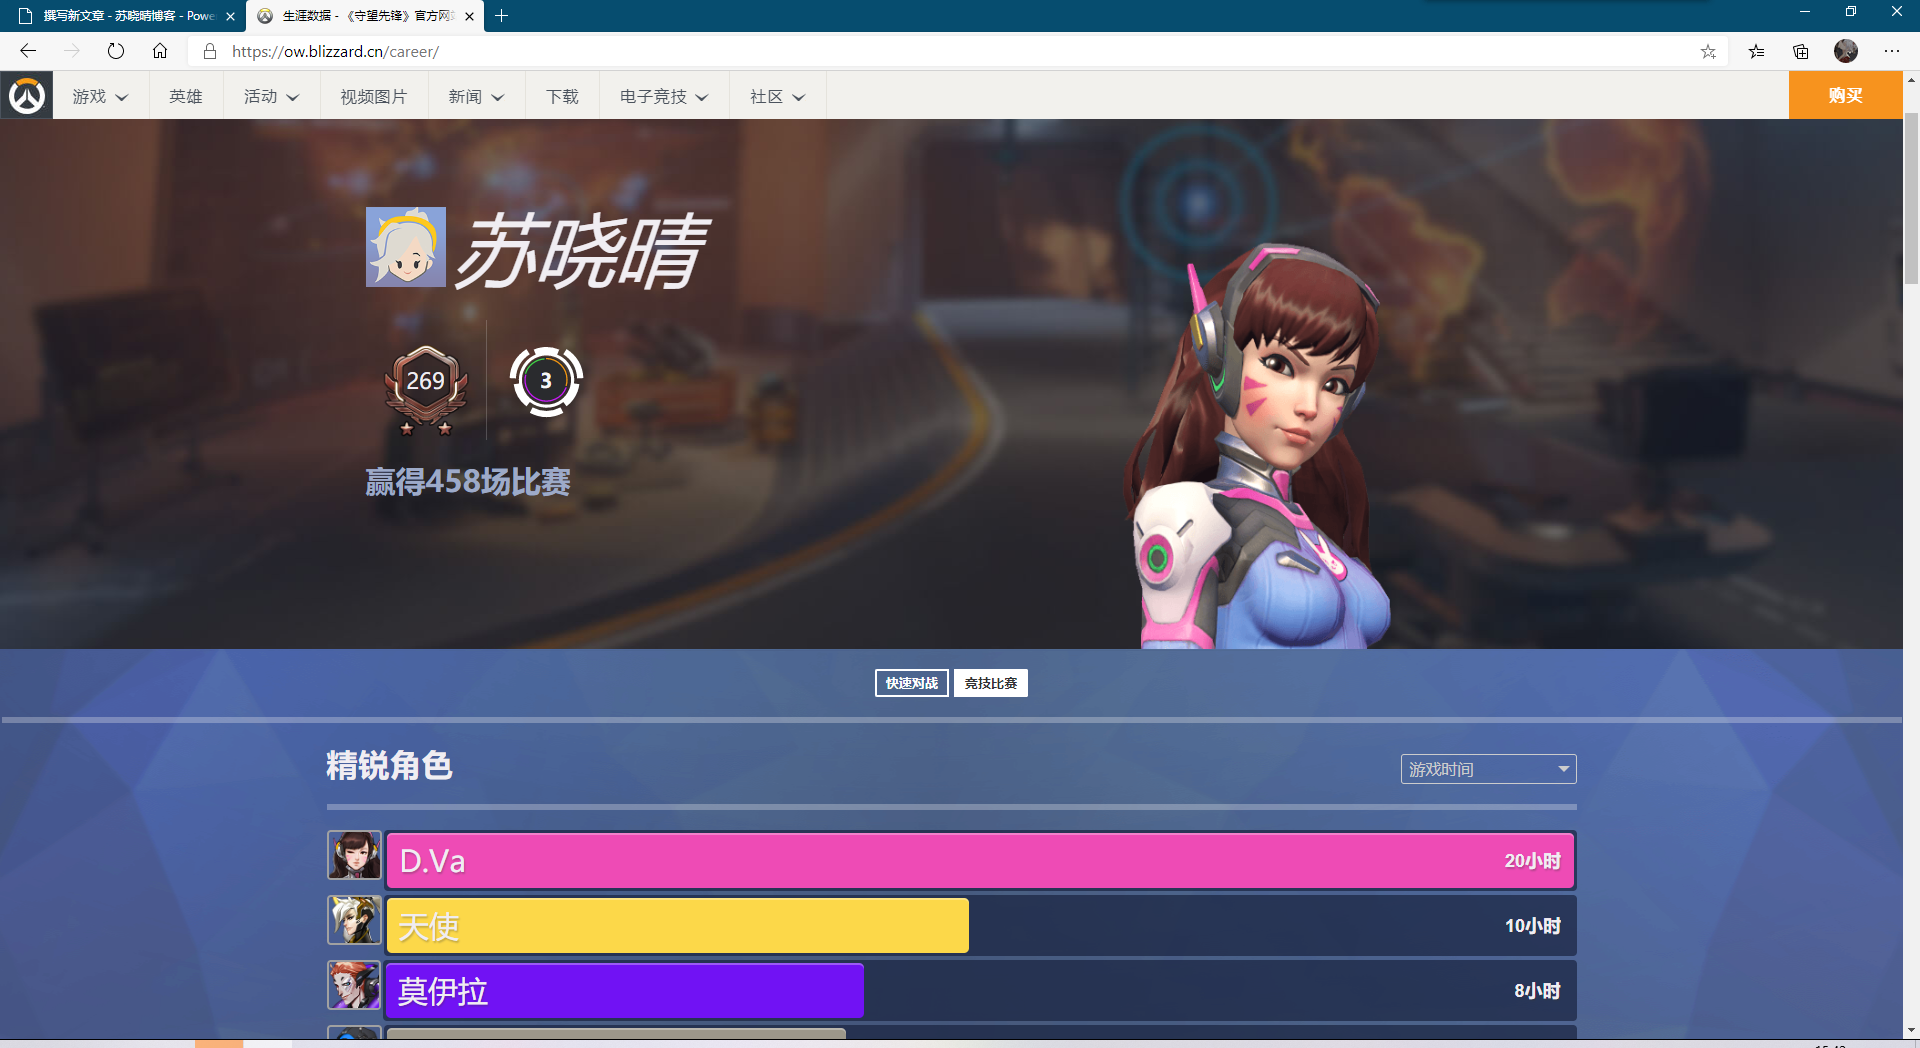 撰写新文章 - 苏晓晴博客 - Powe
生涯数据 - 《守望先锋》官方网
https://ow.blizzard.cn/career/
游戏 英雄 活动 视频图片 新闻 下载 电子竞技 社区 购买
苏晓晴
269 3
赢得458场比赛
快速对战 竞技比赛
精锐角色 游戏时间
D.Va 20小时
天使 10小时
莫伊拉 8小时